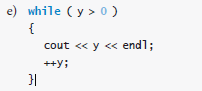 e) while ( y > 0 )
{
cout << y << endl;
++y;
}